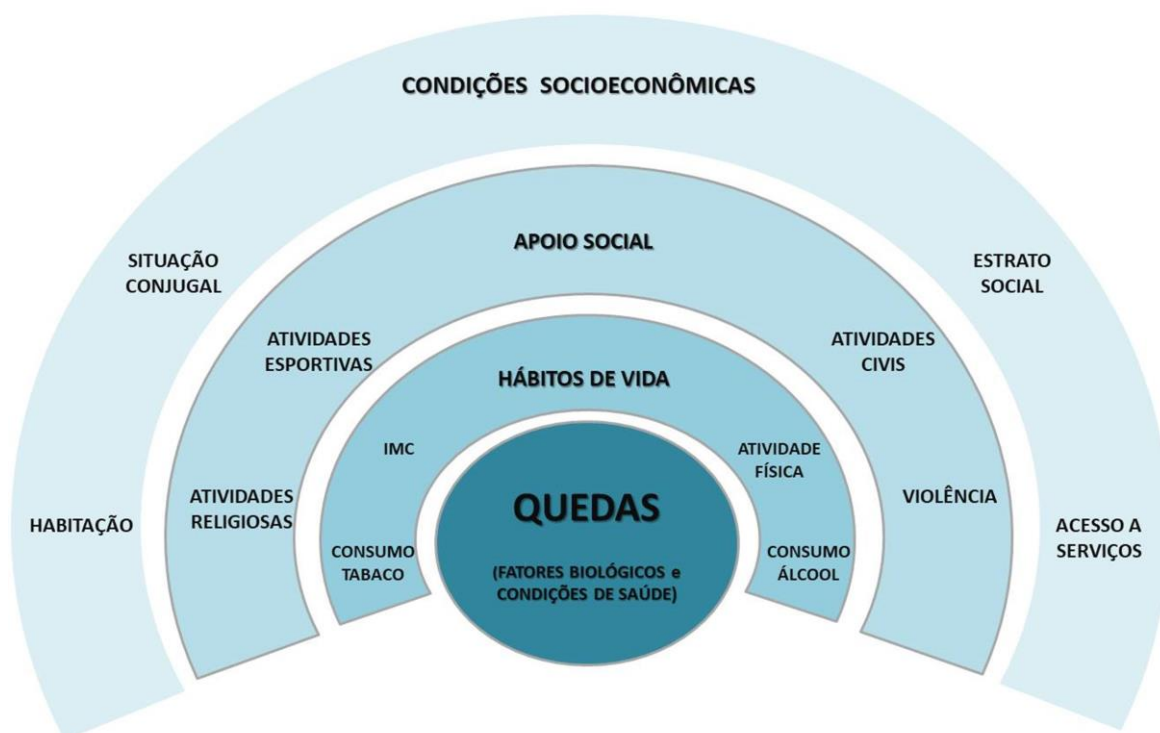 CONDIÇÕES SOCIOECONÔMICAS
SITUAÇÃO
CONJUGAL
ESTRATO
SOCIAL
HABITAÇÃO
ACESSO A
SERVIÇOS
APOIO SOCIAL
ATIVIDADES
ESPORTIVAS
ATIVIDADES
CIVIS
ATIVIDADES
RELIGIOSAS
VIOLÊNCIA
HÁBITOS DE VIDA
IMC
ATIVIDADE
FÍSICA
CONSUMO
TABACO
CONSUMO
ÁLCOOL
QUEDAS
(FATORES BIOLÓGICOS e
CONDIÇÕES DE SAÚDE)